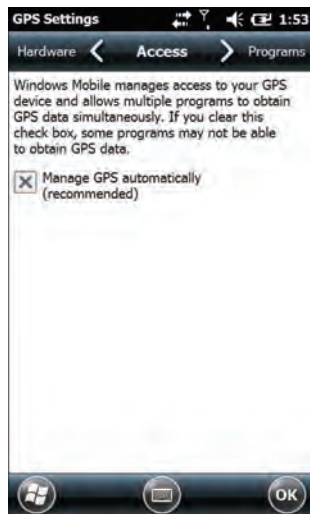 GPS Settings 1:53
Hardware Access Programs
Windows Mobile manages access to your GPS
device and allows multiple programs to obtain
GPS data simultaneously. If you clear this
check box, some programs may not be able
to obtain GPS data.
Manage GPS automatically
(recommended)
OK